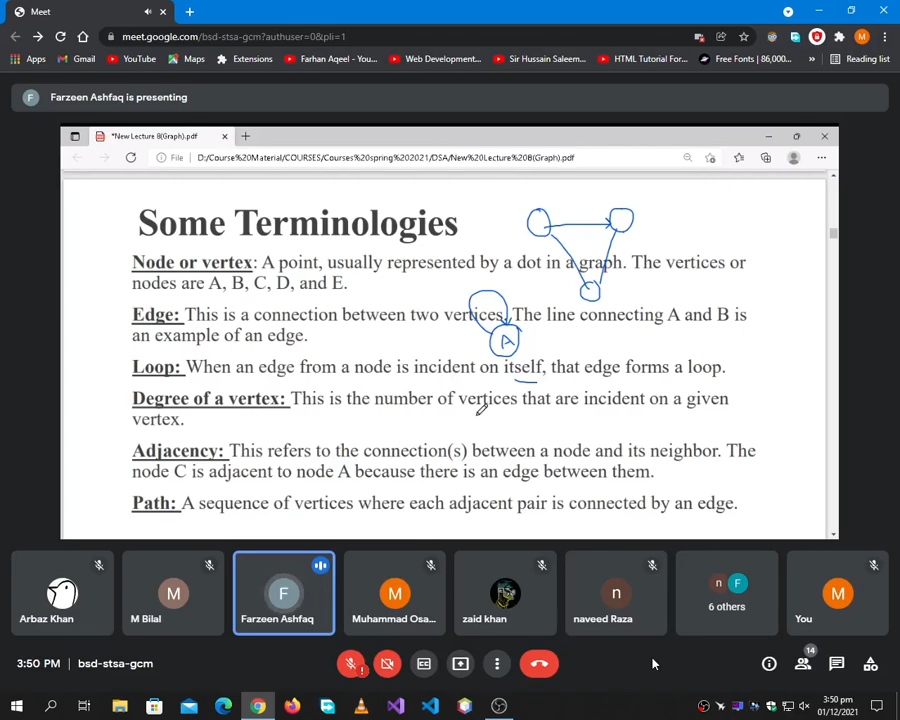 Meet
meet.google.com/bsd-stsa-gcm?authuser=0&pli=1
Apps Gmail YouTube Maps Extensions Farhan Aqeel - You... Web Development... Sir Hussain Saleem... HTML Tutorial For... Free Fonts | 86,000... » Reading list
F Farzeen Ashfaq is presenting
*New Lecture 8(Graph).pdf
File D:/Course%20Material/COURSES/Courses%20spring%202021/DSA/New%20Lecture%208(Graph).pdf
Some Terminologies
Node or vertex: A point, usually represented by a dot in a graph. The vertices or
nodes are A, B, C, D, and E.
Edge: This is a connection between two vertices. The line connecting A and B is
an example of an edge.
A
Loop: When an edge from a node is incident on itself, that edge forms a loop.
Degree of a vertex: This is the number of vertices that are incident on a given
vertex.
Adjacency: This refers to the connection(s) between a node and its neighbor. The
node C is adjacent to node A because there is an edge between them.
Path: A sequence of vertices where each adjacent pair is connected by an edge.
M F M n n F M
Arbaz Khan M Bilal Farzeen Ashfaq Muhammad Osa... zaid khan naveed Raza 6 others You
3:50 PM | bsd-stsa-gcm
14
3:50 pm
01/12/2021